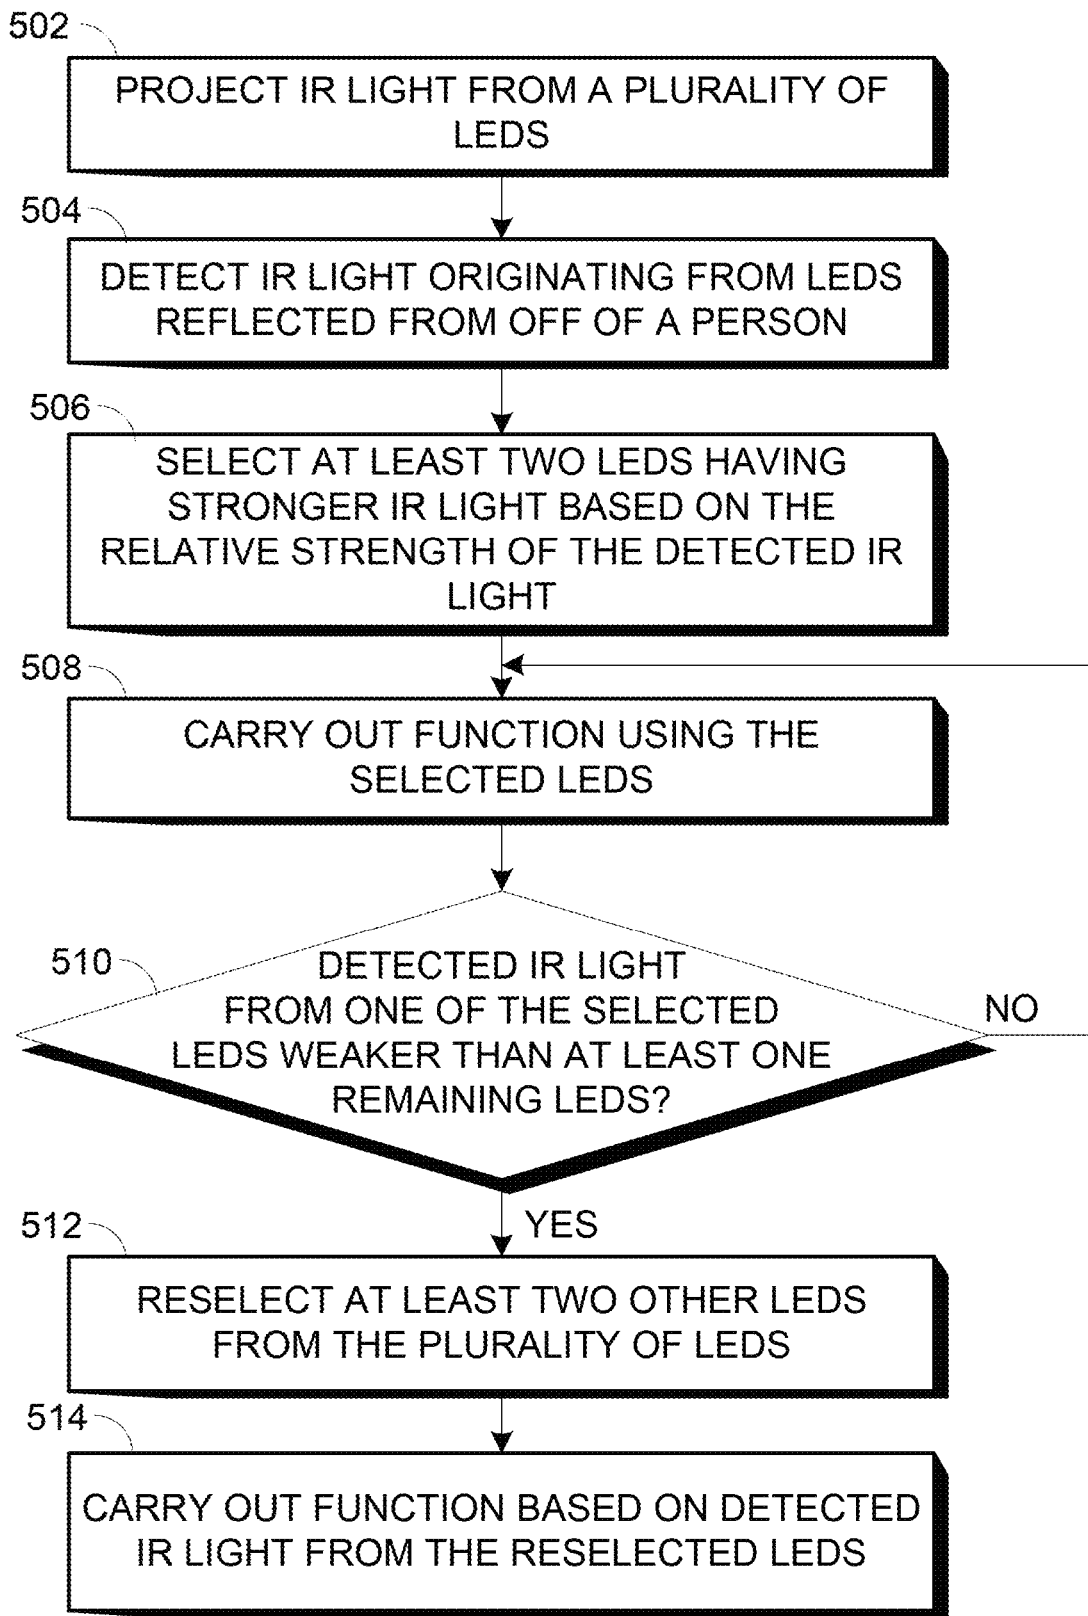 502
PROJECT IR LIGHT FROM A PLURALITY OF
LEDS
504
DETECT IR LIGHT ORIGINATING FROM LEDS
REFLECTED FROM OFF OF A PERSON
506
SELECT AT LEAST TWO LEDS HAVING
STRONGER IR LIGHT BASED ON THE
RELATIVE STRENGTH OF THE DETECTED IR
LIGHT
508
CARRY OUT FUNCTION USING THE
SELECTED LEDS
510
DETECTED IR LIGHT
FROM ONE OF THE SELECTED
LEDS WEAKER THAN AT LEAST ONE
REMAINING LEDS?
NO
YES
512
RESELECT AT LEAST TWO OTHER LEDS
FROM THE PLURALITY OF LEDS
514
CARRY OUT FUNCTION BASED ON DETECTED
IR LIGHT FROM THE RESELECTED LEDS